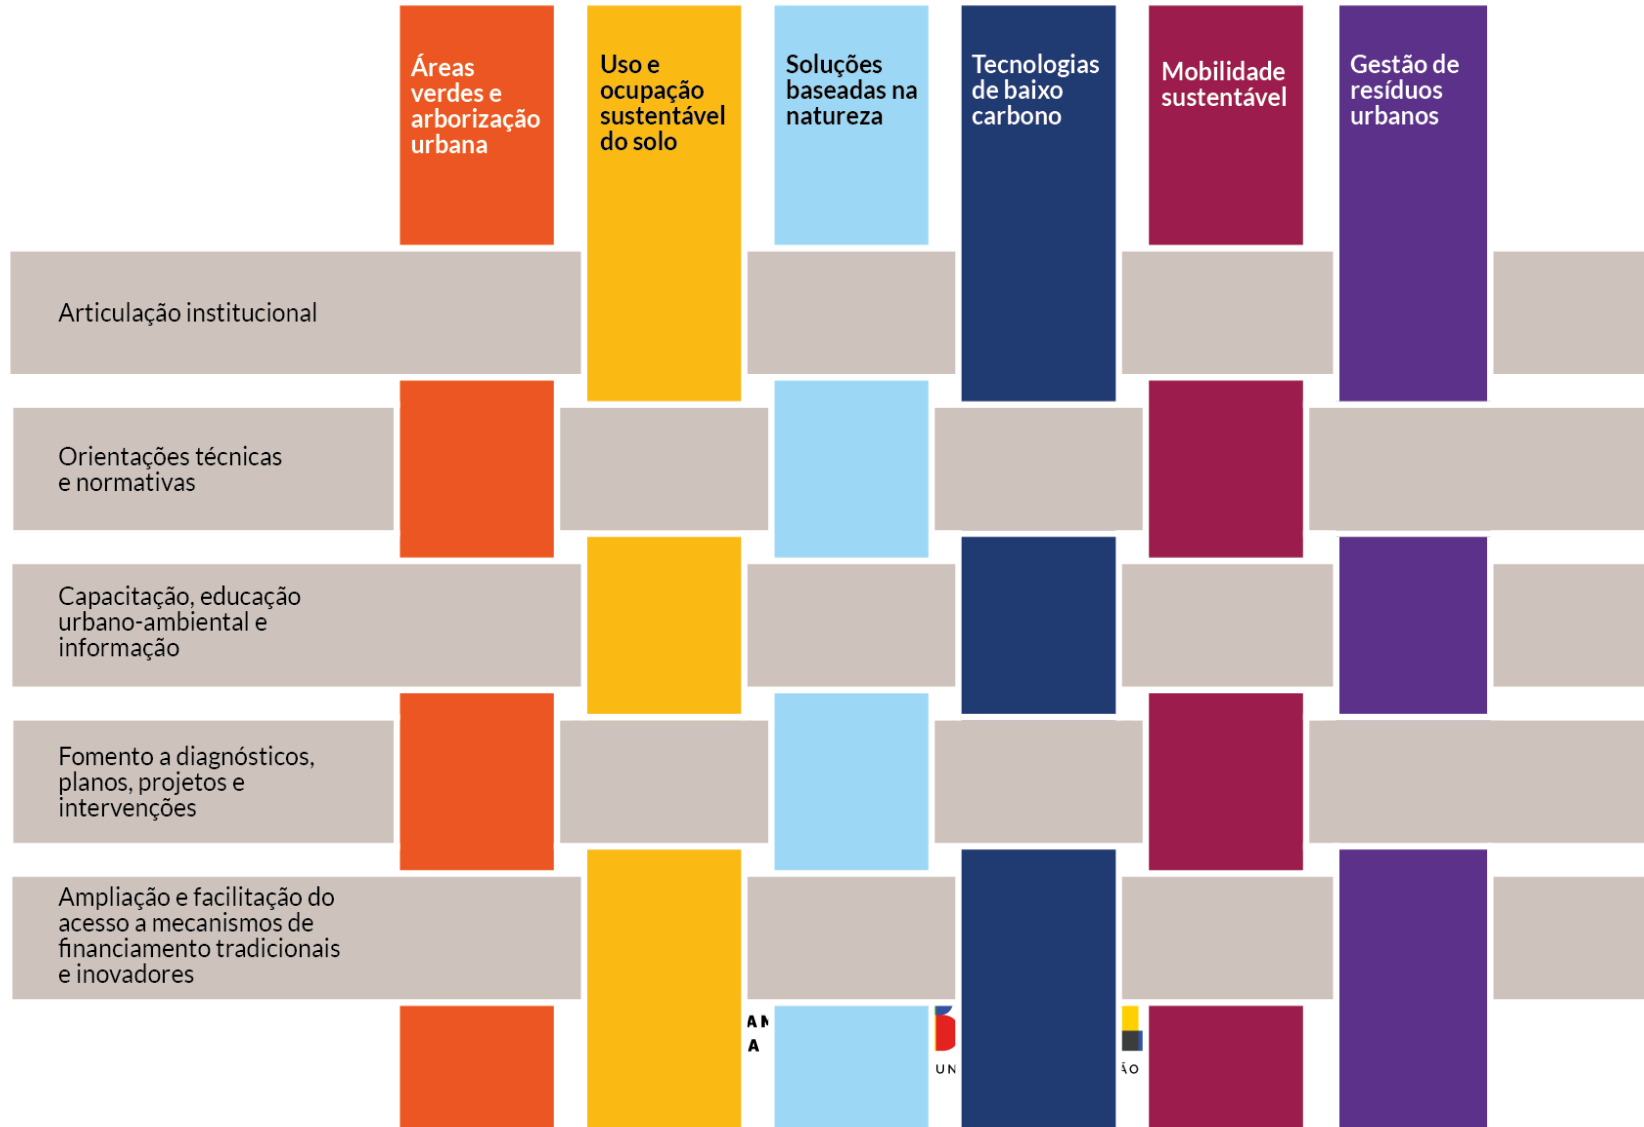 Áreas
verdes e
arborização
urbana
Uso e
ocupação
sustentável
do solo
Soluções
baseadas na
natureza
Tecnologias
de baixo
carbono
Mobilidade
sustentável
Gestão de
resíduos
urbanos
Articulação institucional
Orientações técnicas
e normativas
Capacitação, educação
urbano-ambiental e
informação
Fomento a diagnósticos,
planos, projetos e
intervenções
Ampliação e facilitação do
acesso a mecanismos de
financiamento tradicionais
e inovadores
A
UN
ÃO